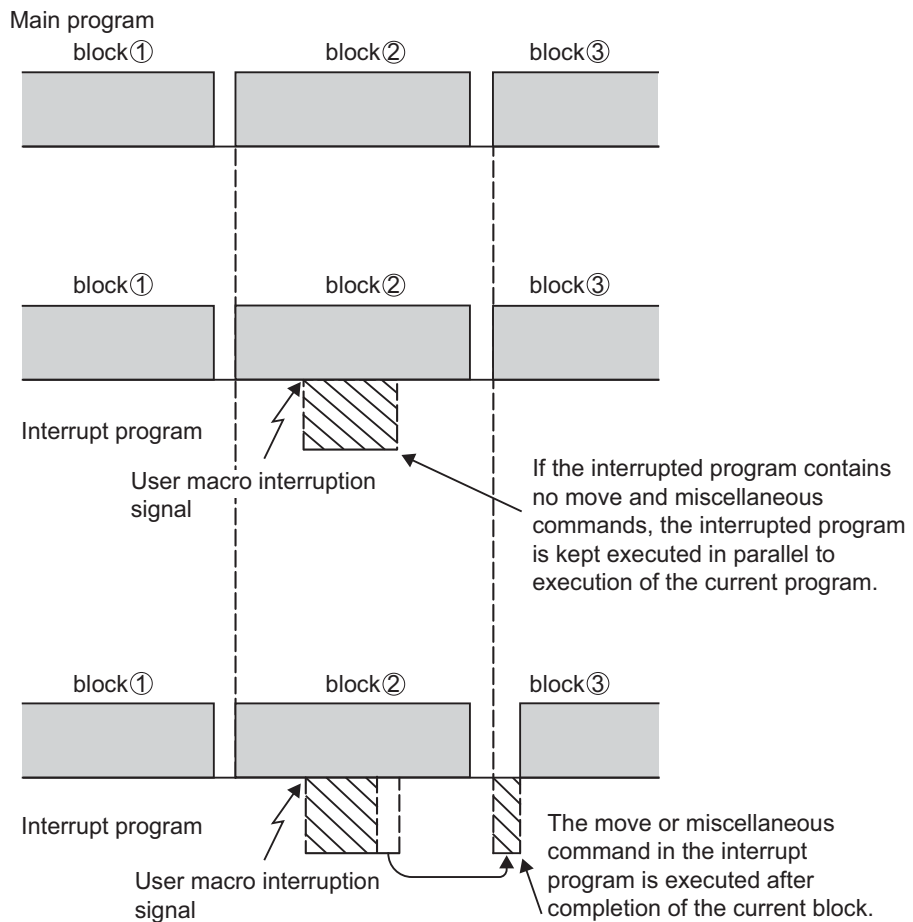 Main program
block①
block②
block③
block①
block②
block③
Interrupt program
User macro interruption
signal
If the interrupted program contains
no move and miscellaneous
commands, the interrupted program
is kept executed in parallel to
execution of the current program.
block①
block②
block③
Interrupt program
User macro interruption
signal
The move or miscellaneous
command in the interrupt
program is executed after
completion of the current block.